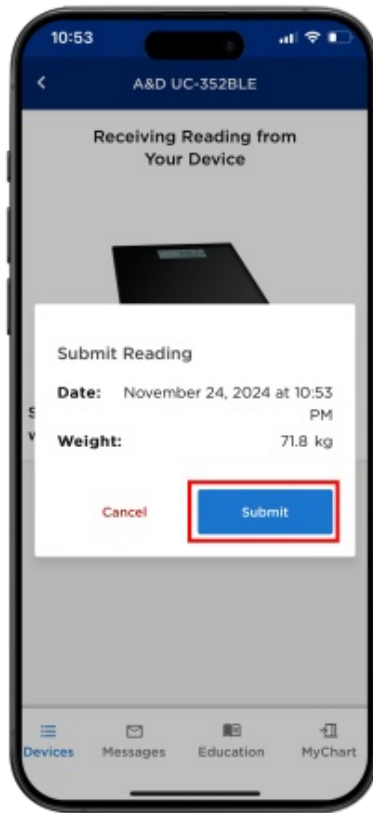 10:53
A&D UC-352BLE
Receiving Reading from
Your Device
Submit Reading
Date: November 24, 2024 at 10:53
PM
Weight: 71.8 kg
Cancel Submit
Devices Messages Education MyChart